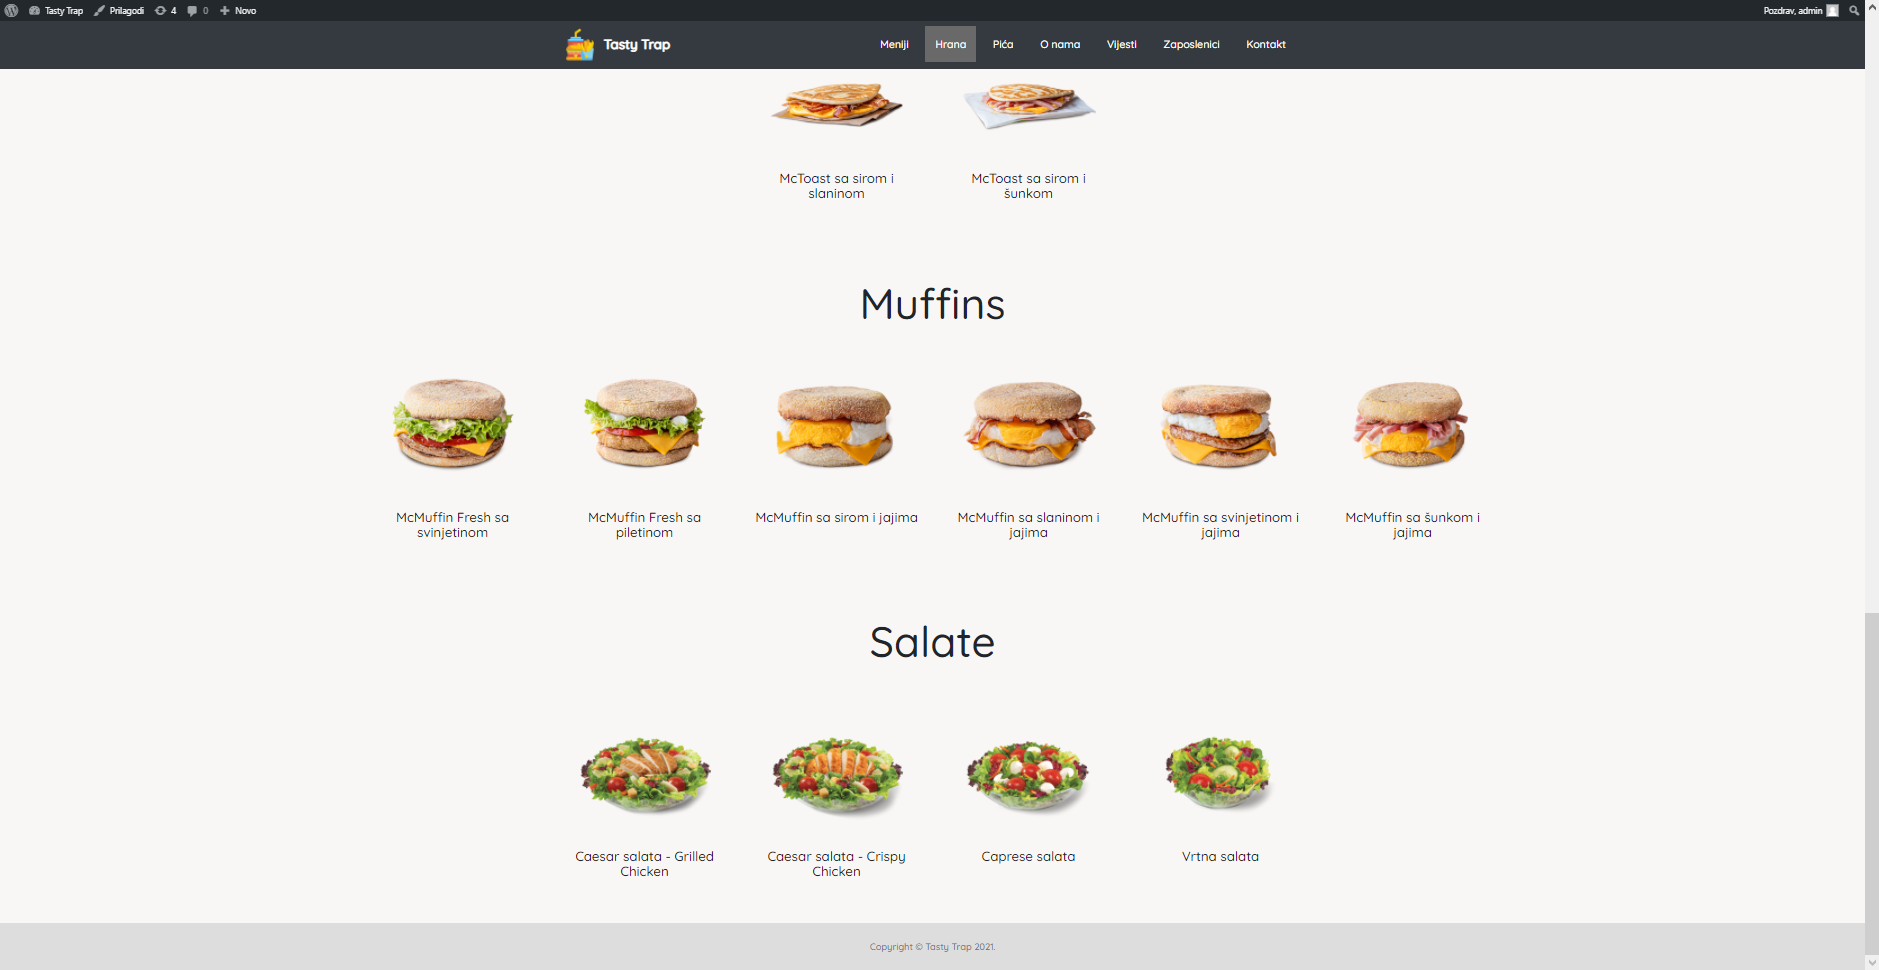 Tasty Trap Prilagodi 4 0 Novo Pozdrav, admin
Tasty Trap Meniji Hrana Pića O nama Vijesti Zaposlenici Kontakt
McToast sa sirom i
slaninom
McToast sa sirom i
šunkom
Muffins
McMuffin Fresh sa
svinjetinom
McMuffin Fresh sa
piletinom
McMuffin sa sirom i jajima
McMuffin sa slaninom i
jajima
McMuffin sa svinjetinom i
jajima
McMuffin sa šunkom i
jajima
Salate
Caesar salata - Grilled
Chicken
Caesar salata - Crispy
Chicken
Caprese salata
Vrtna salata
Copyright © Tasty Trap 2021.